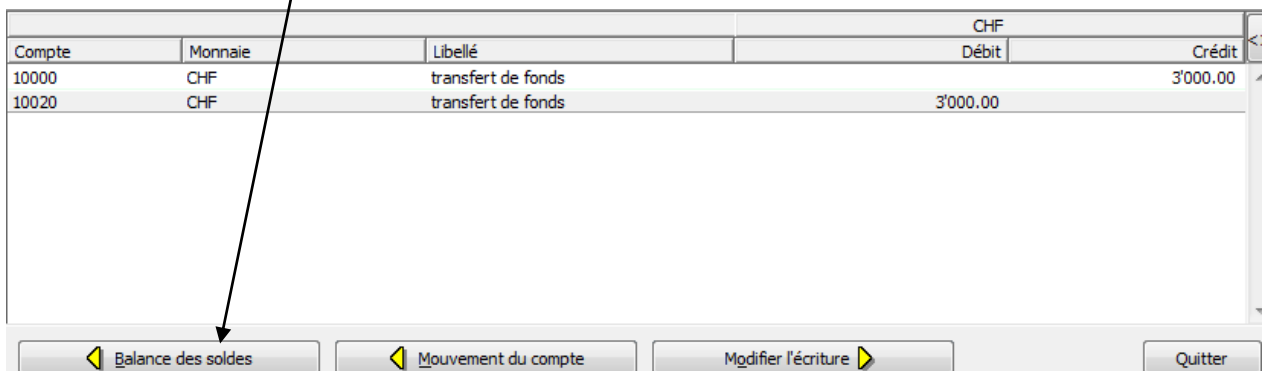 CHF
Compte Monnaie Libellé Débit Crédit
10000 CHF transfert de fonds 3'000.00
10020 CHF transfert de fonds 3'000.00
Balance des soldes Mouvement du compte Modifier l'écriture Quitter